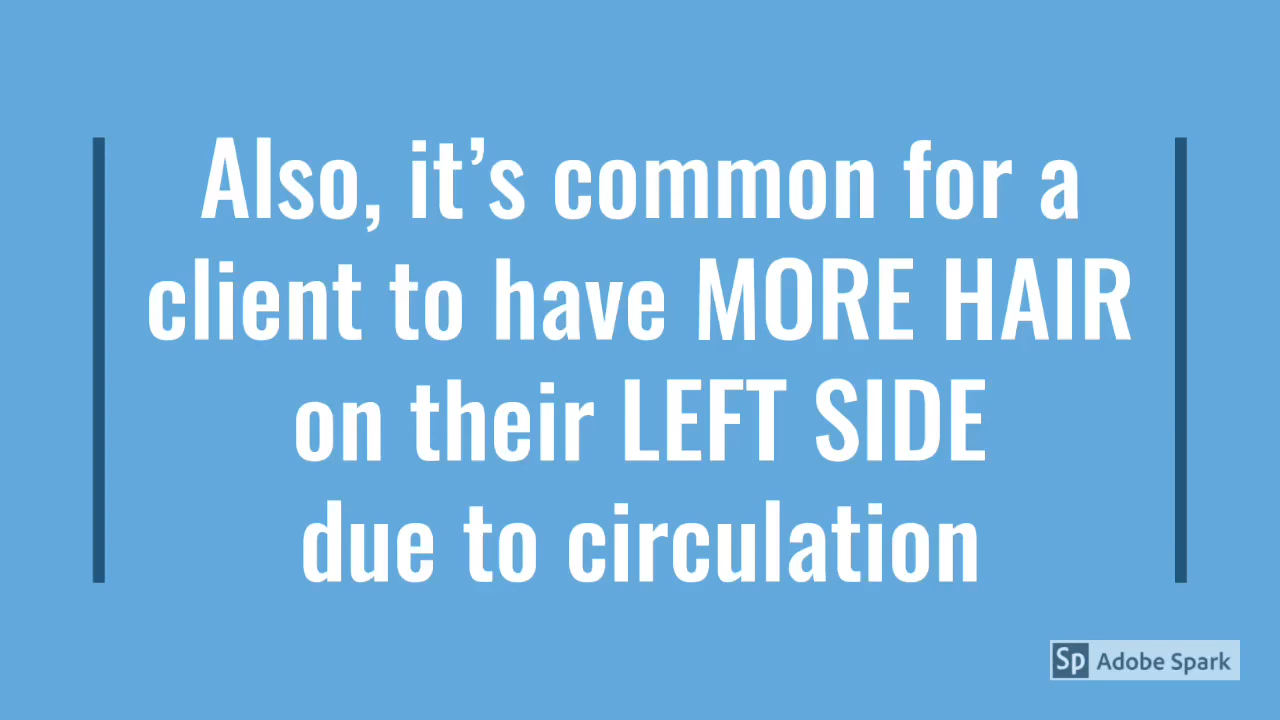 Also, it’s common for a
client to have MORE HAIR
on their LEFT SIDE
due to circulation
Sp Adobe Spark